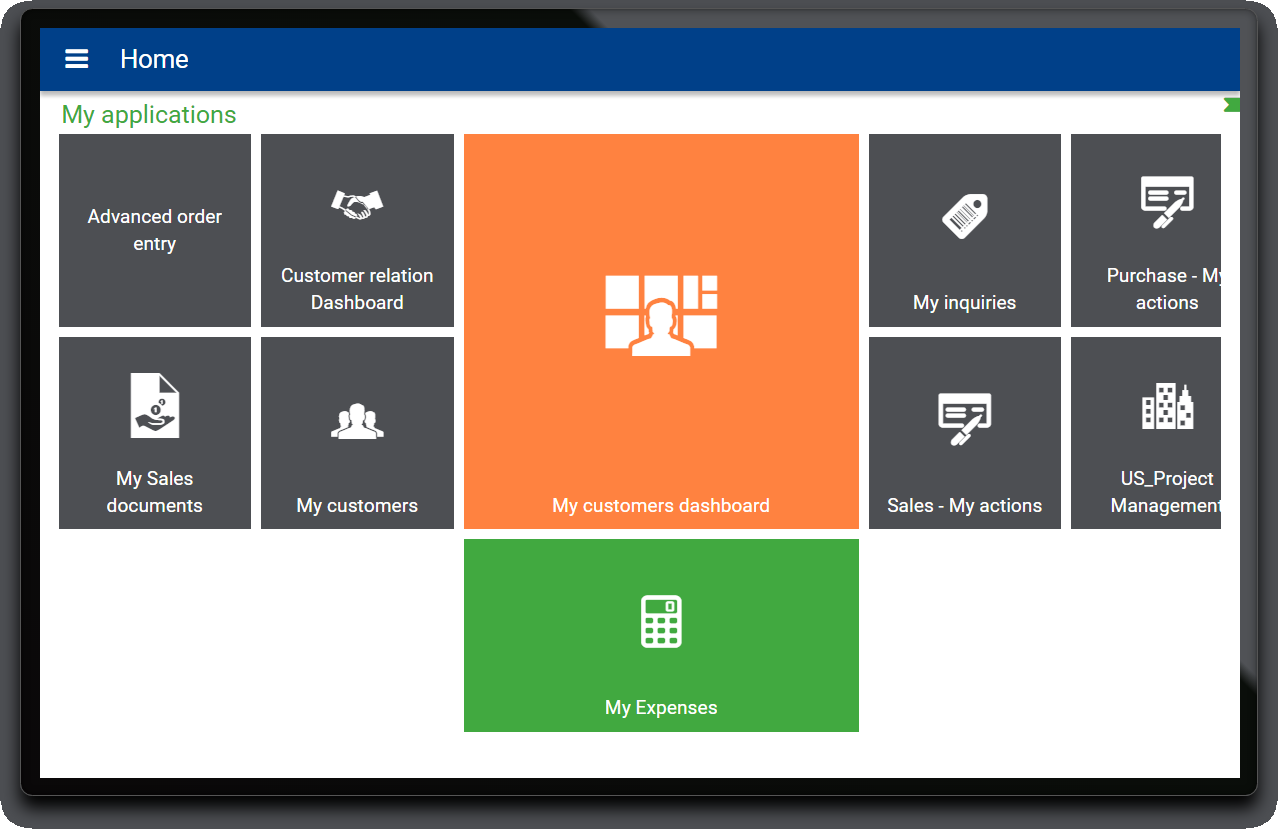 Home
My applications
Advanced order
entry
Customer relation
Dashboard
My customers dashboard
My inquiries
Purchase - My
actions
My Sales
documents
My customers
Sales - My actions
US_Project
Management
My Expenses